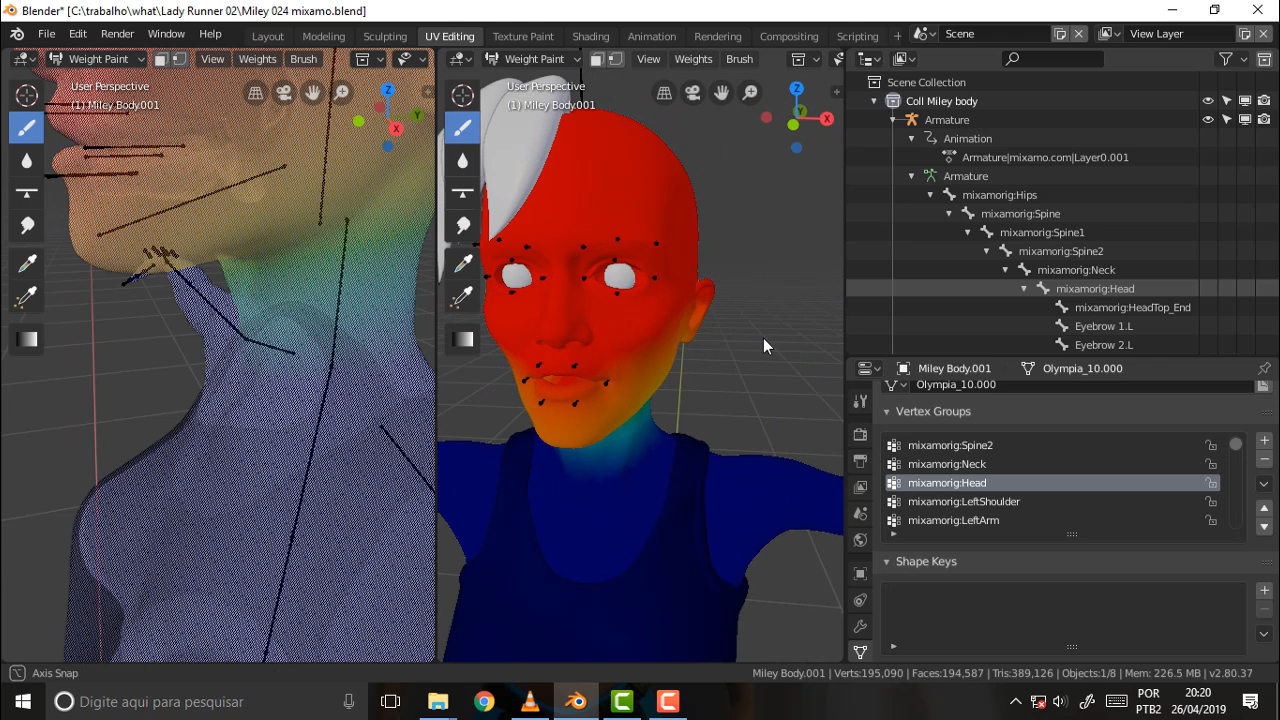 Blender* [C:\trabalho\what\Lady Runner 02\Miley 024 mixamo.blend]
File Edit Render Window Help
Layout Modeling Sculpting UV Editing Texture Paint Shading Animation Rendering Compositing Scripting +
Scene View Layer
Weight Paint View Weights Brush
Weight Paint View Weights Brush
User Perspective
(1) Miley Body.001
User Perspective
(1) Miley Body.001
Z
Y
X
Z
Y
X
Scene Collection
Coll Miley body
Armature
Animation
Armature|mixamo.com|Layer0.001
Armature
mixamorig:Hips
mixamorig:Spine
mixamorig:Spine1
mixamorig:Spine2
mixamorig:Neck
mixamorig:Head
mixamorig:HeadTop_End
Eyebrow 1.L
Eyebrow 2.L
Miley Body.001 Olympia_10.000
Olympia_10.000
Vertex Groups
mixamorig:Spine2
mixamorig:Neck
mixamorig:Head
mixamorig:LeftShoulder
mixamorig:LeftArm
Shape Keys
Axis Snap
Miley Body.001 | Verts:195,090 | Faces:194,587 | Tris:389,126 | Objects:1/8 | Mem: 226.5 MB | v2.80.37
Digite aqui para pesquisar
POR
PTB2
20:20
26/04/2019